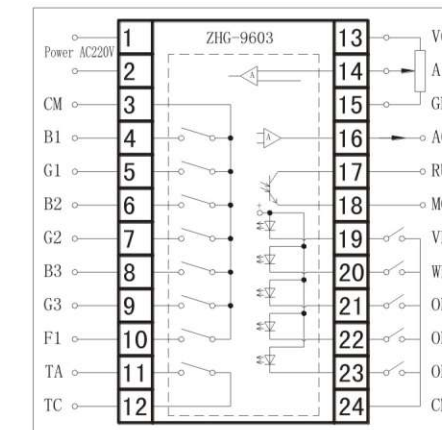 ZHG-9603
Power AC220V
1
2
CM 3
B1 4
G1 5
B2 6
G2 7
B3 8
G3 9
F1 10
TA 11
TC 12
A
A
+
13
14
15
16
17
18
19
20
21
22
23
24